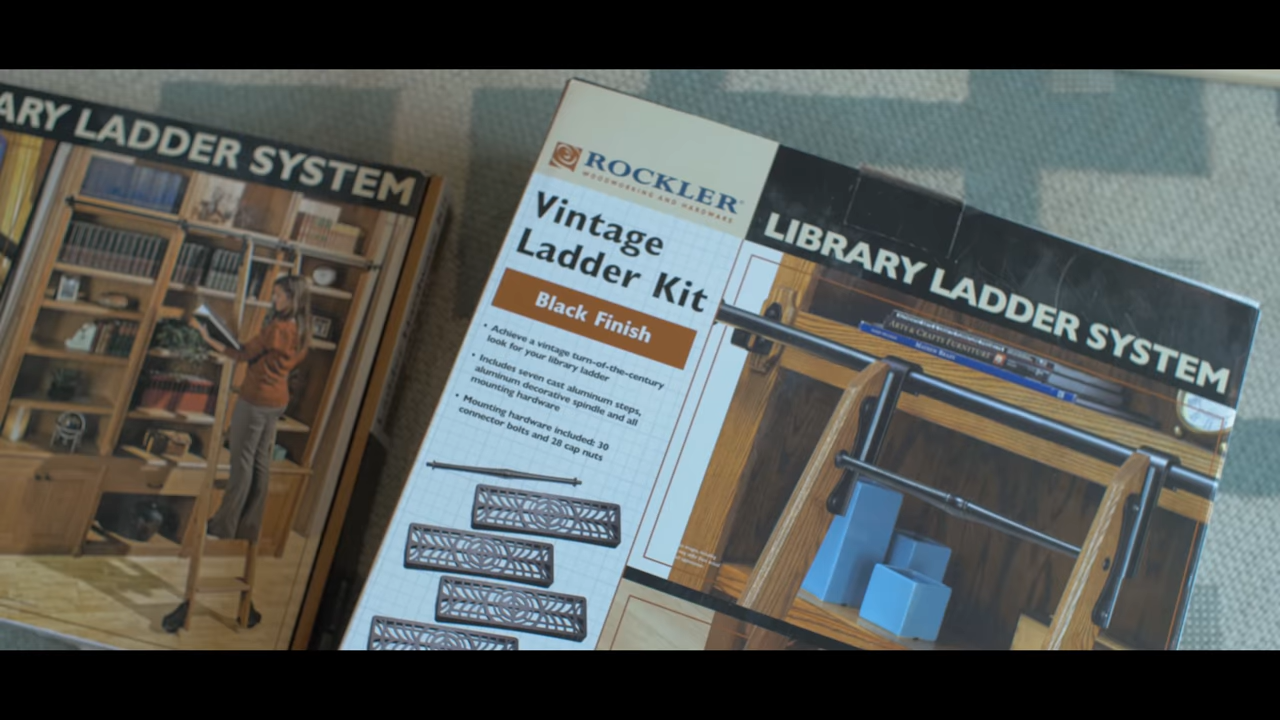 ARY LADDER SYSTEM
ROCKLER®
WOODWORKING AND HARDWARE
Vintage
Ladder Kit
Black Finish
• Achieve a vintage turn-of-the-century
look for your library ladder
• Includes seven cast aluminum steps,
aluminum decorative spindle and all
mounting hardware
• Mounting hardware included: 30
connector bolts and 28 cap nuts
LIBRARY LADDER SYSTEM
ARTS & CRAFTS FURNITURE